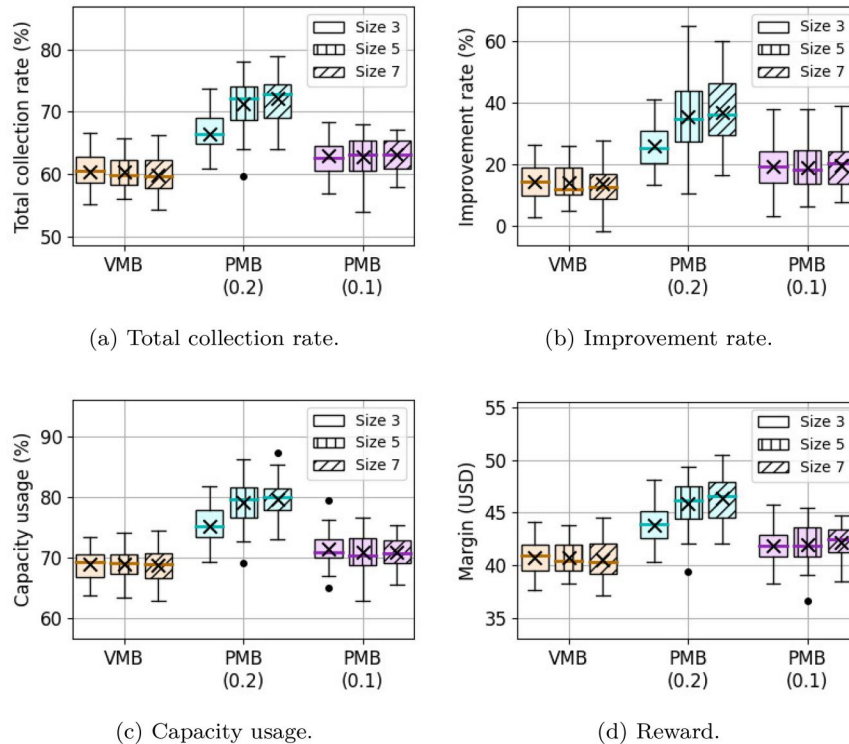 Total collection rate (%)
80
70
60
50
Size 3
Size 5
Size 7
VMB
PMB
(0.2)
PMB
(0.1)
(a) Total collection rate.
Improvement rate (%)
60
40
20
0
Size 3
Size 5
Size 7
VMB
PMB
(0.2)
PMB
(0.1)
(b) Improvement rate.
Capacity usage (%)
90
80
70
60
Size 3
Size 5
Size 7
VMB
PMB
(0.2)
PMB
(0.1)
(c) Capacity usage.
Margin (USD)
55
50
45
40
35
Size 3
Size 5
Size 7
VMB
PMB
(0.2)
PMB
(0.1)
(d) Reward.